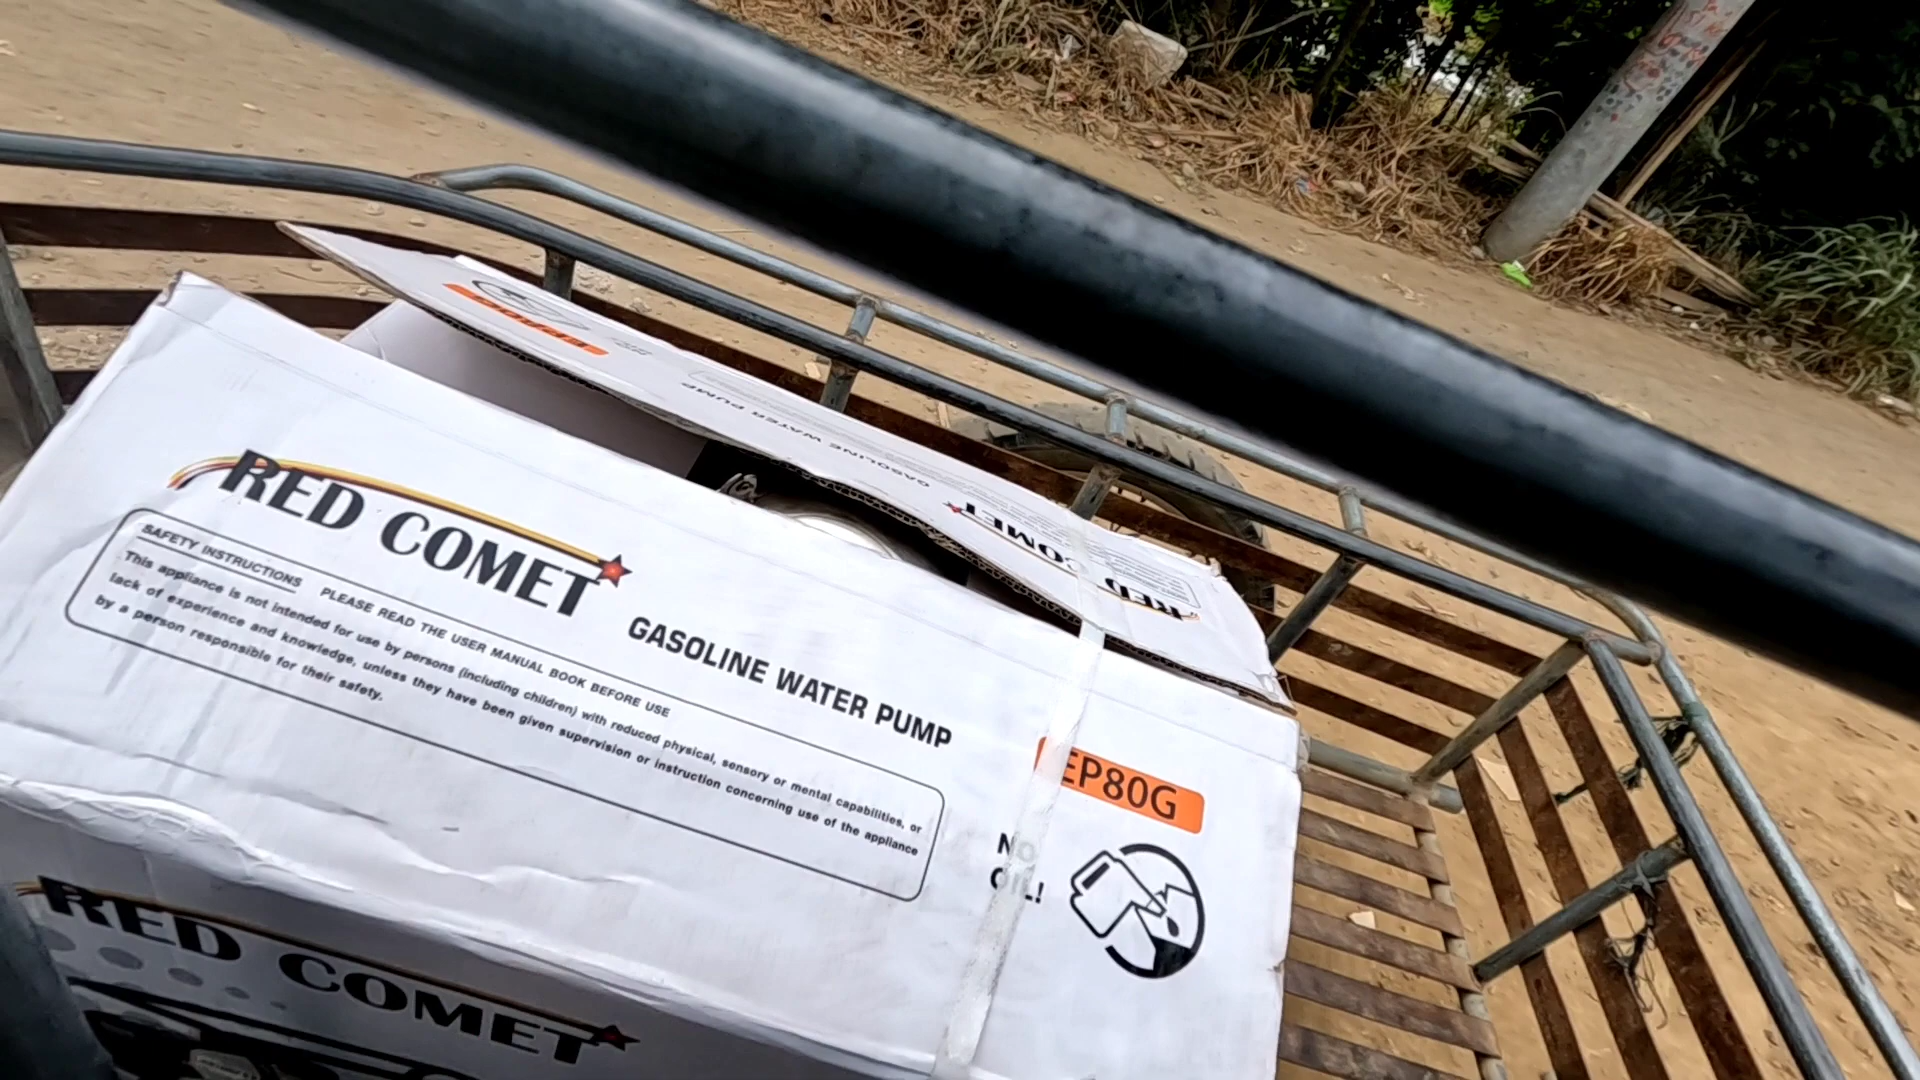 RED COMET
GASOLINE WATER PUMP
SAFETY INSTRUCTIONS PLEASE READ THE USER MANUAL BOOK BEFORE USE
This appliance is not intended for use by persons (including children) with reduced physical, sensory or mental capabilities, or
lack of experience and knowledge, unless they have been given supervision or instruction concerning use of the appliance
by a person responsible for their safety.
EP80G
NO
OIL!
RED COMET
GASOLINE WATER PUMP
RED COMET